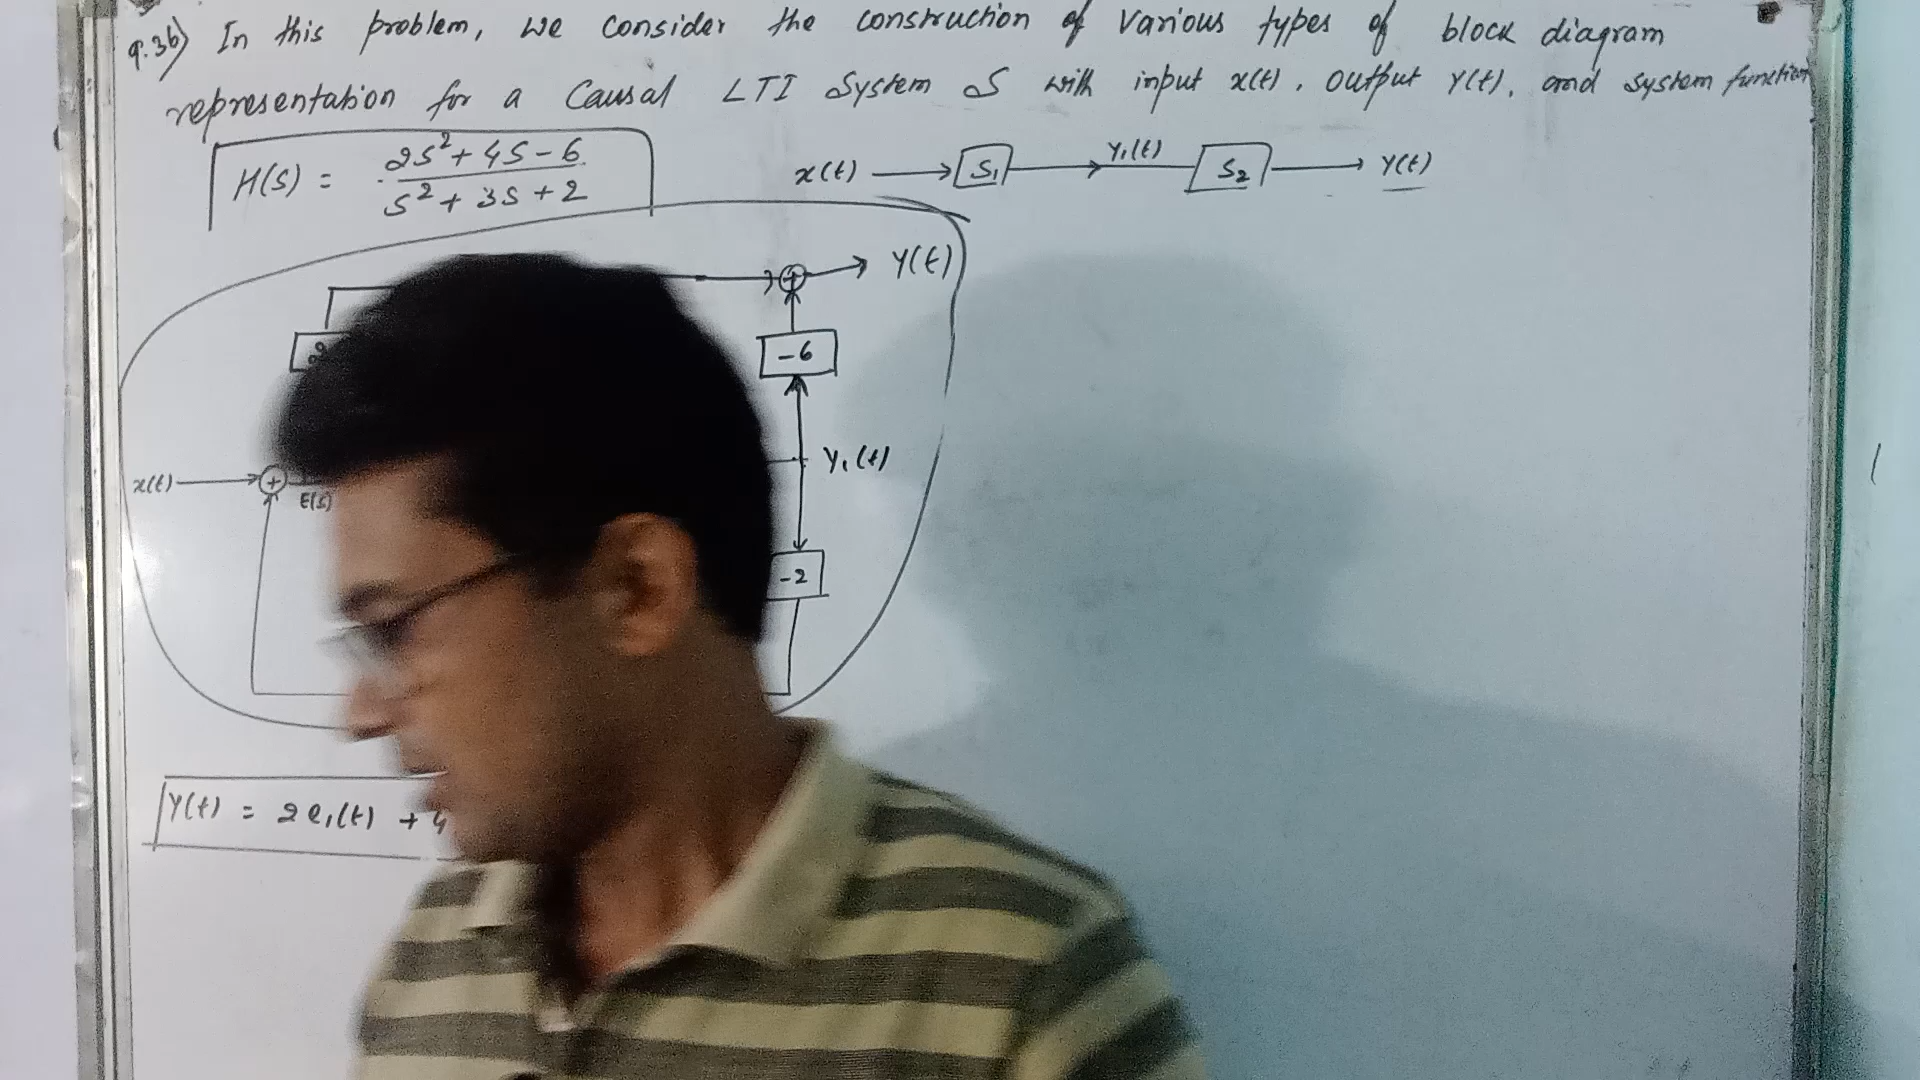 9.36) In this problem, we consider the construction of various types of block diagram
representation for a Causal LTI System S with input x(t), output Y(t), and system function
H(s) = 2s²+4s-6 / s²+3s+2
x(t) S₁ Y₁(t) S₂ Y(t)
+ Y(t)
-6
x(t) + E(s) Y₁(t)
-2
Y(t) = 2e₁(t) + 4